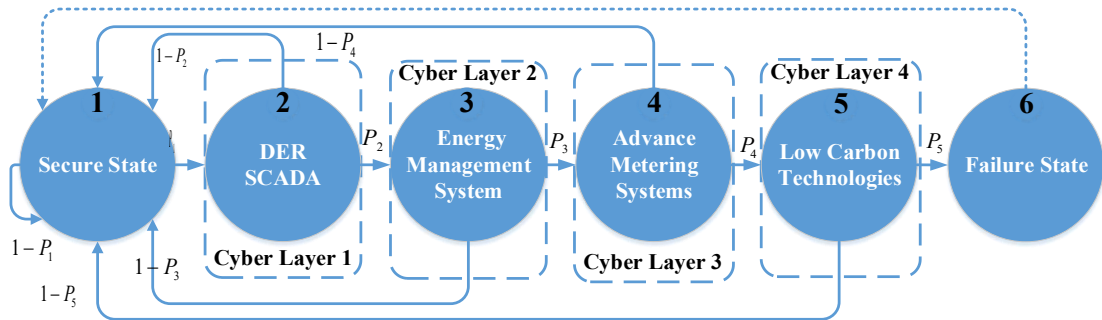 1 – P₄
1 – P₂
Cyber Layer 2
Cyber Layer 4
1
2
3
4
5
6
Secure State
DER
SCADA
P₂
Energy
Management
System
P₃
Advance
Metering
Systems
P₄
Low Carbon
Technologies
P₅
Failure State
1 – P₁
1 – P₃
Cyber Layer 1
Cyber Layer 3
1 – P₅